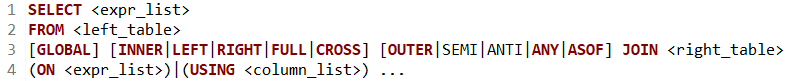 1 SELECT <expr_list>
2 FROM <left_table>
3 [GLOBAL] [INNER|LEFT|RIGHT|FULL|CROSS] [OUTER|SEMI|ANTI|ANY|ASOF] JOIN <right_table>
4 (ON <expr_list>)|(USING <column_list>) ...